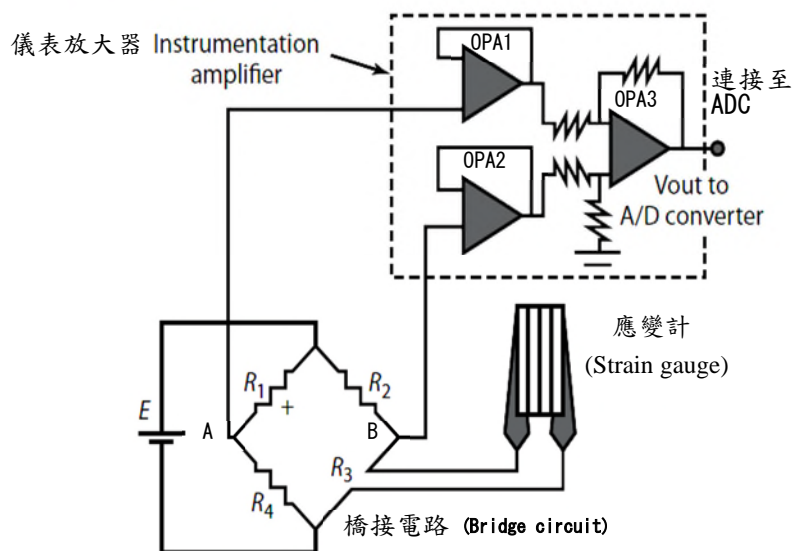 儀表放大器 Instrumentation
amplifier
OPA1
OPA2
OPA3
連接至
ADC
Vout to
A/D converter
應變計
(Strain gauge)
E
R1
+
R2
A
B
R3
R4
橋接電路 (Bridge circuit)